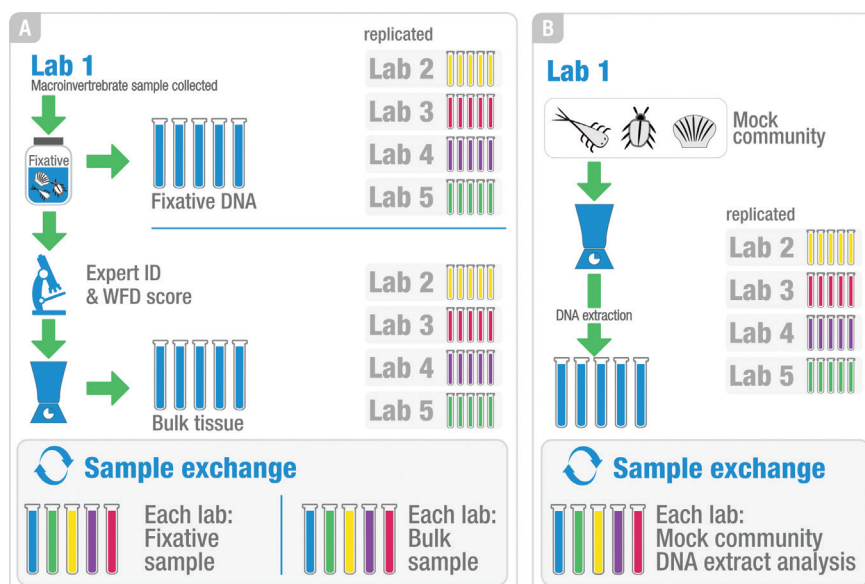 A
Lab 1
Macroinvertrebrate sample collected
Fixative
Fixative DNA
replicated
Lab 2
Lab 3
Lab 4
Lab 5
Expert ID
& WFD score
Bulk tissue
Lab 2
Lab 3
Lab 4
Lab 5
Sample exchange
Each lab:
Fixative
sample
Each lab:
Bulk
sample
B
Lab 1
Mock
community
replicated
Lab 2
Lab 3
Lab 4
Lab 5
DNA extraction
Sample exchange
Each lab:
Mock community
DNA extract analysis